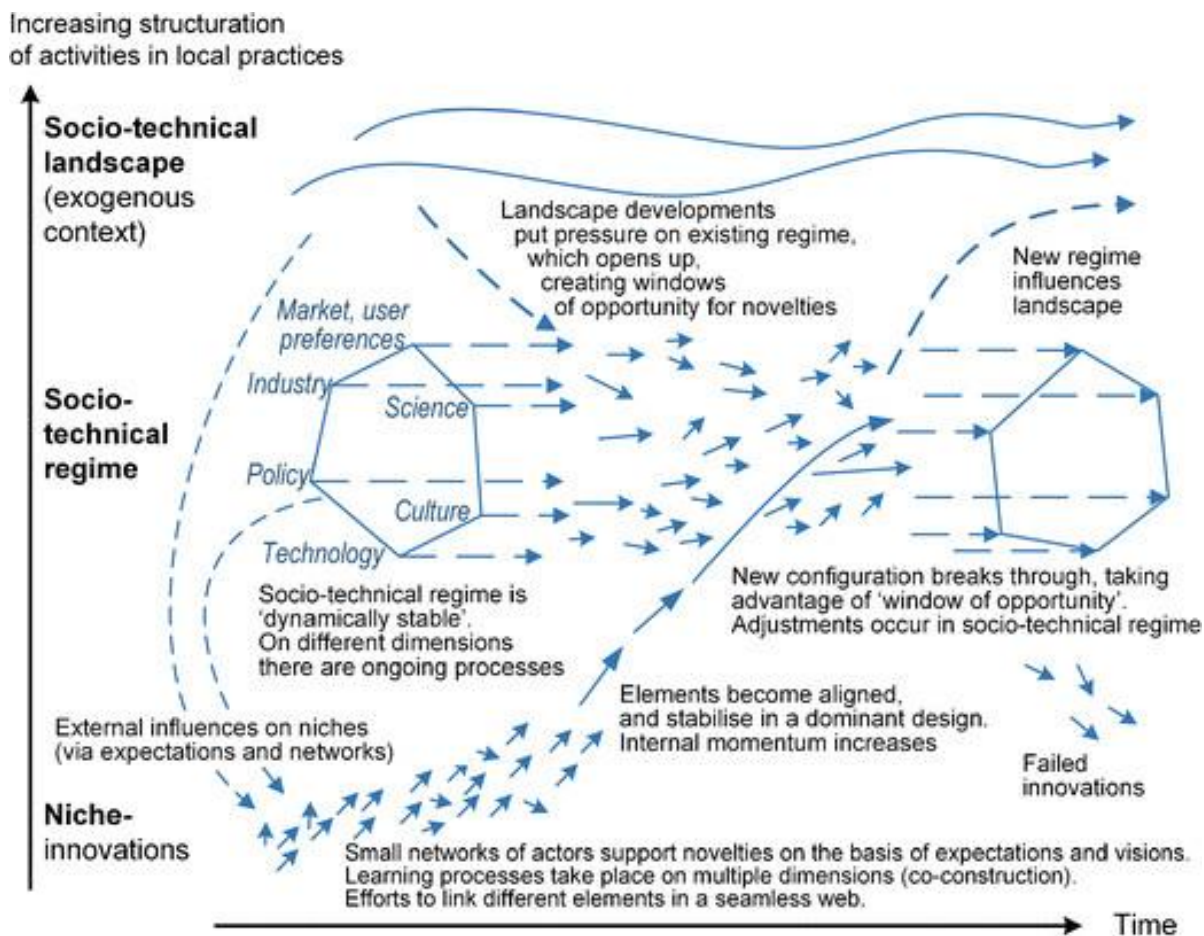 Increasing structuration
of activities in local practices
Socio-technical
landscape
(exogenous
context)
Landscape developments
put pressure on existing regime,
which opens up,
creating windows
of opportunity for novelties
New regime
influences
landscape
Market, user
preferences
Industry
Science
Socio-
technical
regime
Policy
Culture
Technology
Socio-technical regime is
‘dynamically stable’.
On different dimensions
there are ongoing processes
New configuration breaks through, taking
advantage of ‘window of opportunity’.
Adjustments occur in socio-technical regime
External influences on niches
(via expectations and networks)
Elements become aligned,
and stabilise in a dominant design.
Internal momentum increases
Failed
innovations
Niche-
innovations
Small networks of actors support novelties on the basis of expectations and visions.
Learning processes take place on multiple dimensions (co-construction).
Efforts to link different elements in a seamless web.
Time